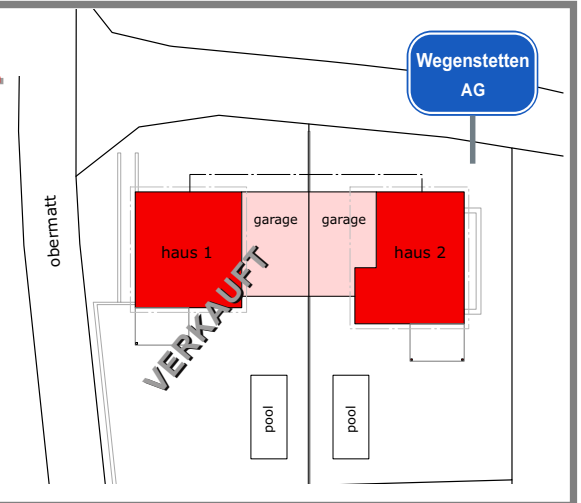 Wegenstetten
AG
obermatt
garage
garage
haus 1
haus 2
VERKAUFT
pool
pool